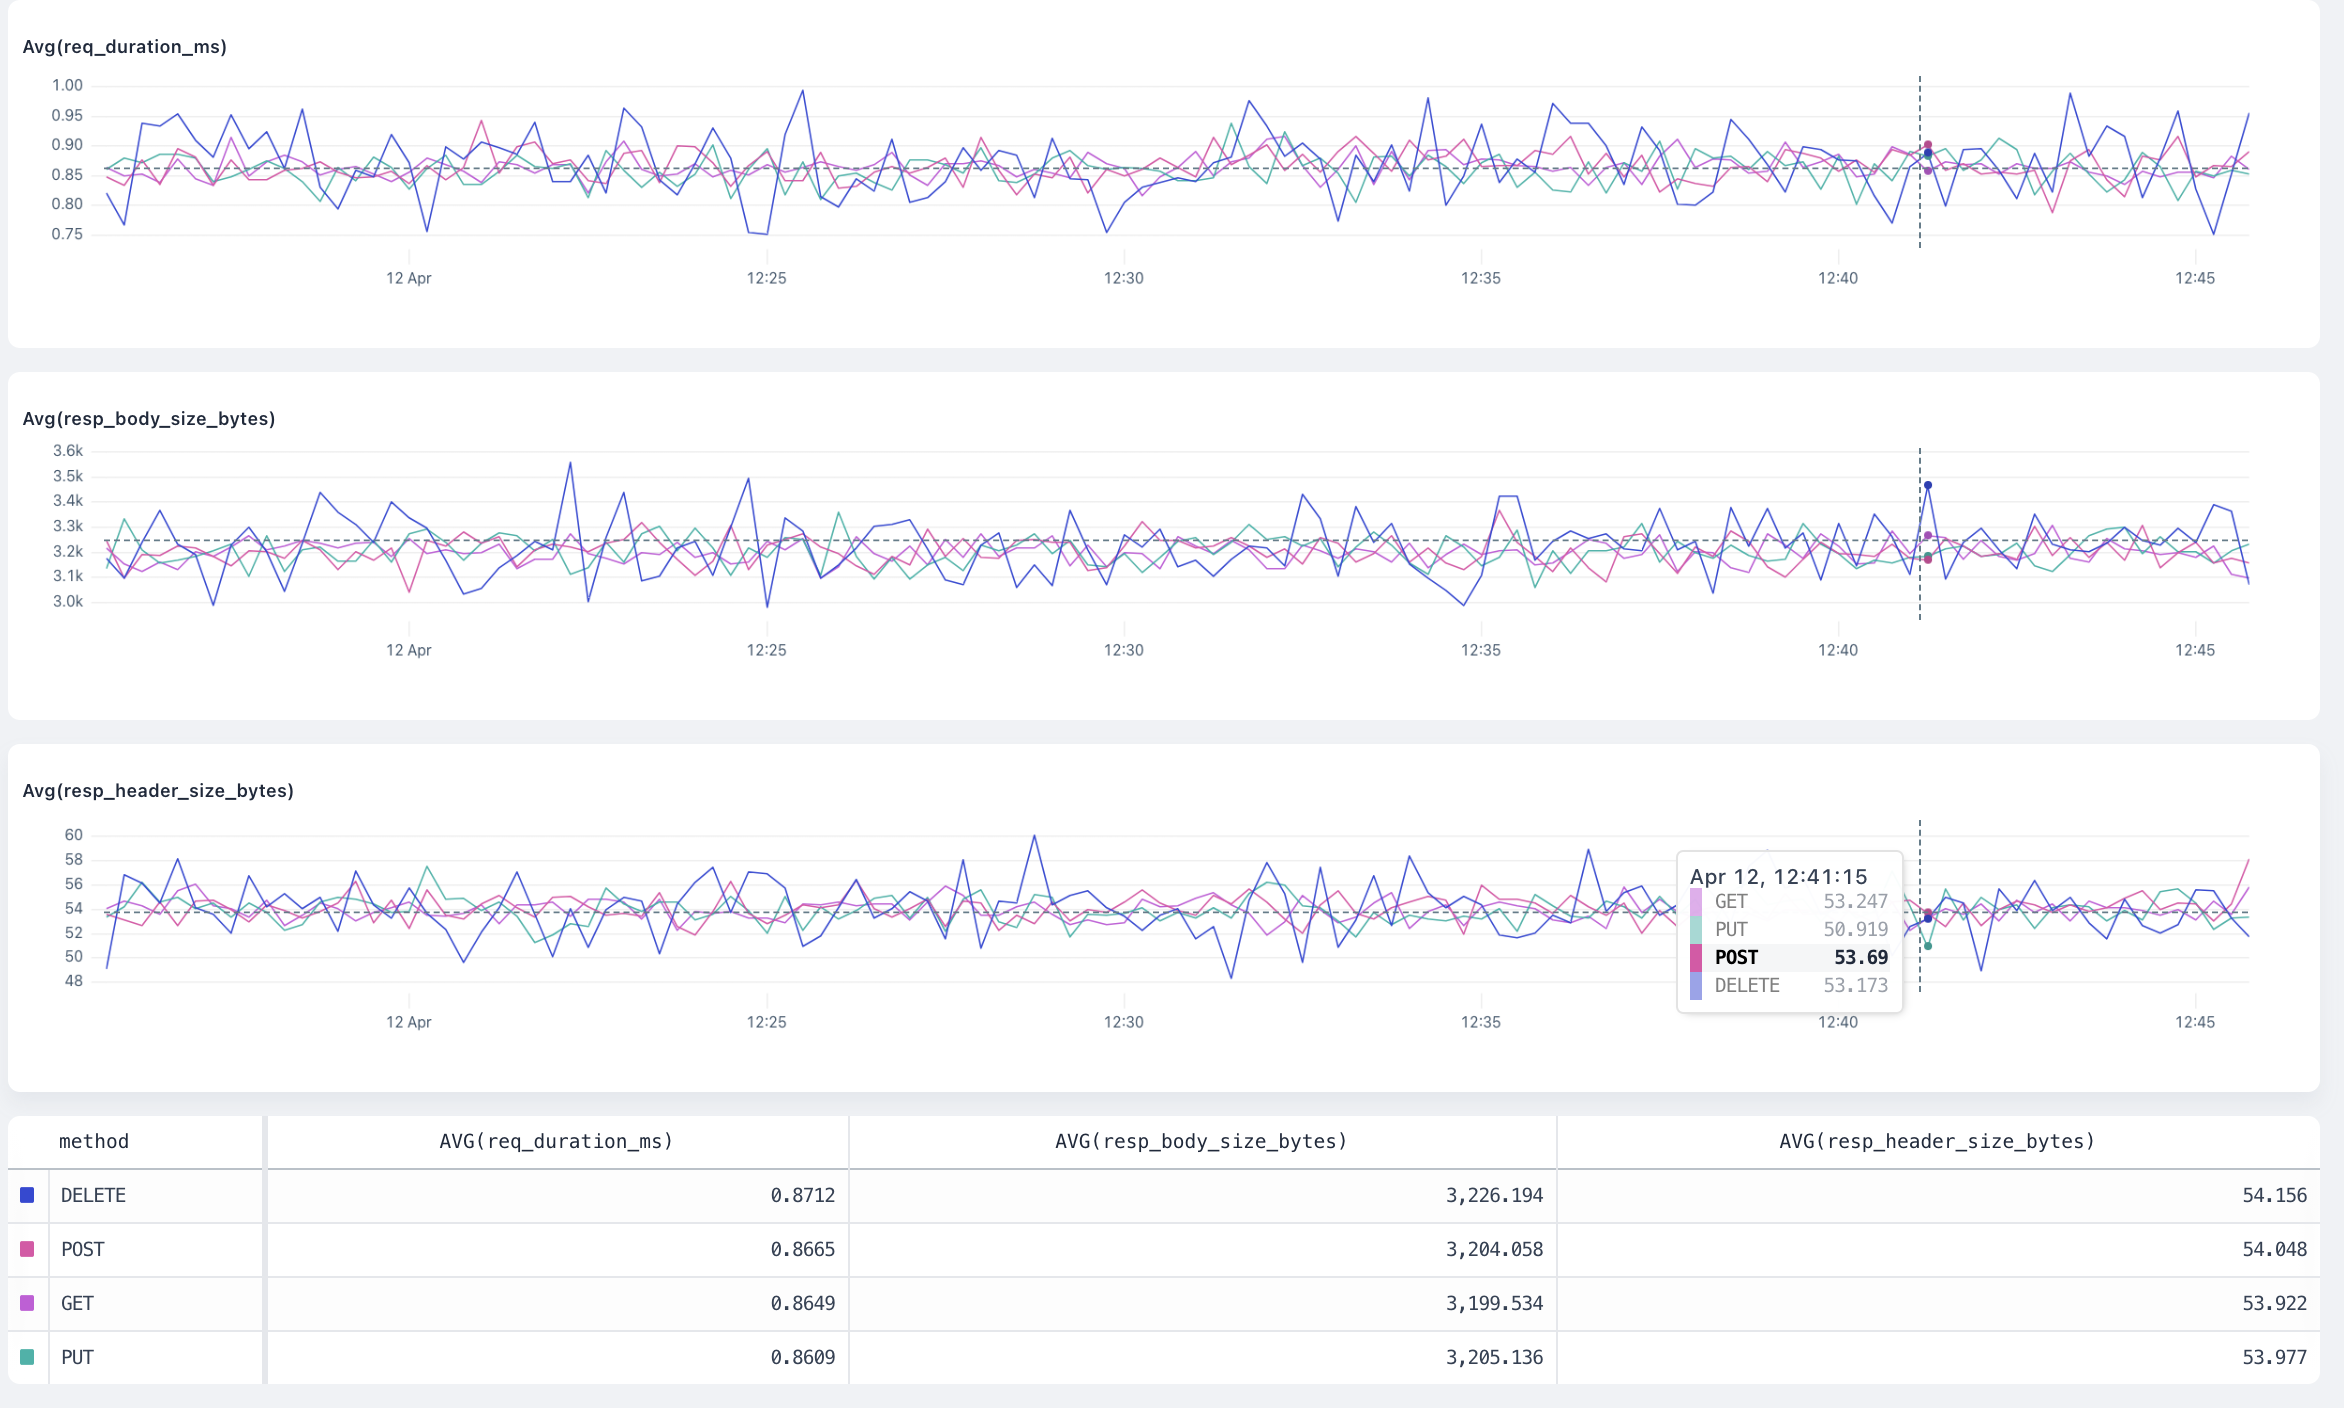 Avg(req_duration_ms)
1.00
0.95
0.90
0.85
0.80
0.75
12 Apr 12:25 12:30 12:35 12:40 12:45
Avg(resp_body_size_bytes)
3.6k
3.5k
3.4k
3.3k
3.2k
3.1k
3.0k
12 Apr 12:25 12:30 12:35 12:40 12:45
Avg(resp_header_size_bytes)
60
58
56
54
52
50
48
12 Apr 12:25 12:30 12:35 12:40 12:45
Apr 12, 12:41:15
GET 53.247
PUT 50.919
POST 53.69
DELETE 53.173
method AVG(req_duration_ms) AVG(resp_body_size_bytes) AVG(resp_header_size_bytes)
DELETE 0.8712 3,226.194 54.156
POST 0.8665 3,204.058 54.048
GET 0.8649 3,199.534 53.922
PUT 0.8609 3,205.136 53.977